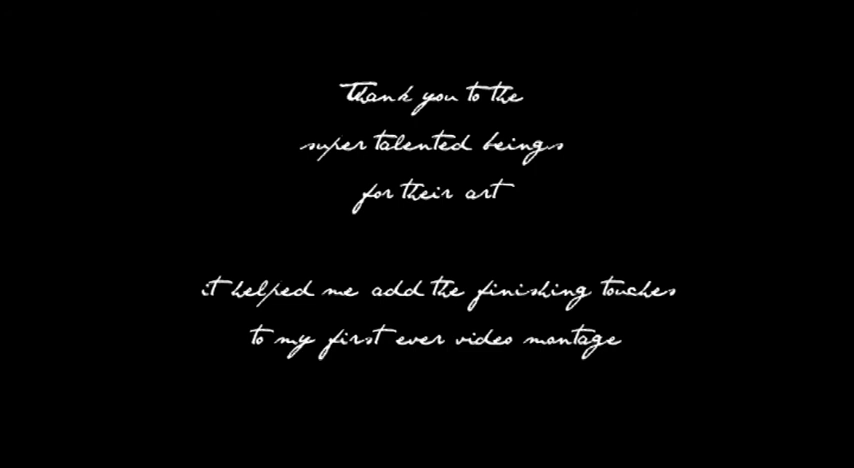 Thank you to the
super talented beings
for their art
it helped me add the finishing touches
to my first ever video montage